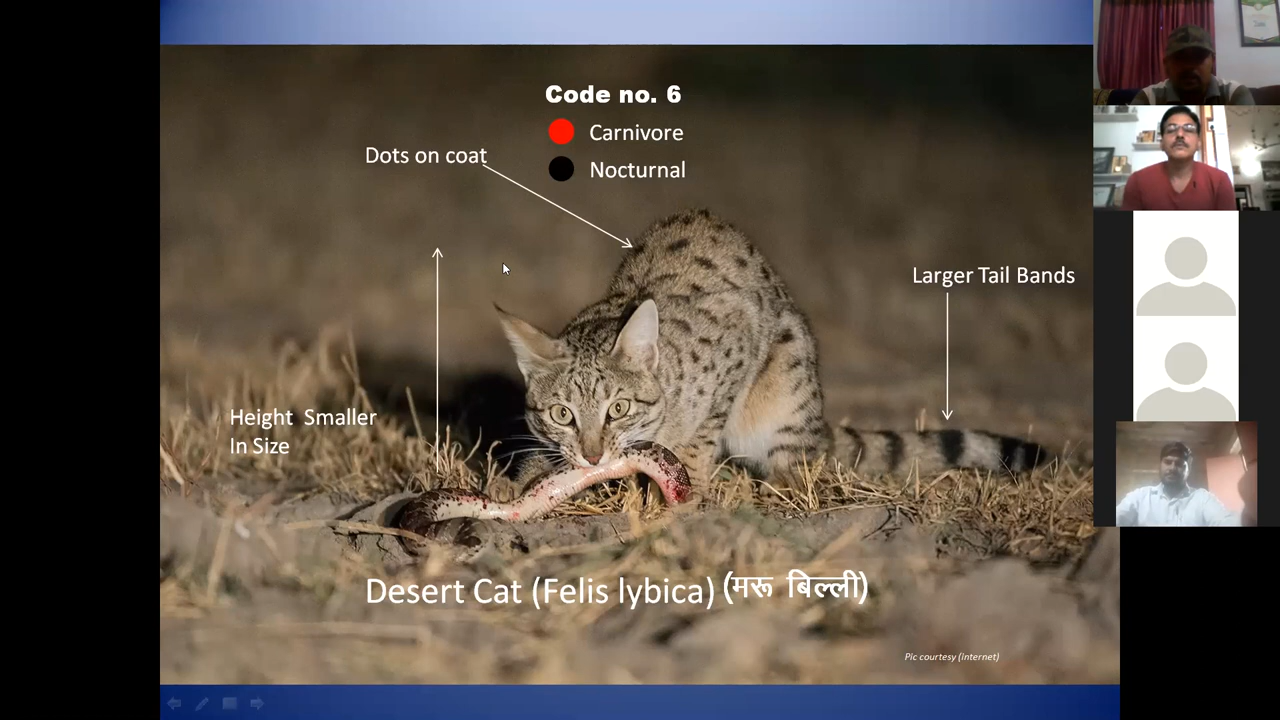 Code no. 6
Carnivore
Dots on coat
Nocturnal
Larger Tail Bands
Height Smaller
In Size
Desert Cat (Felis lybica) (मरू बिल्ली)
Pic courtesy (Internet)